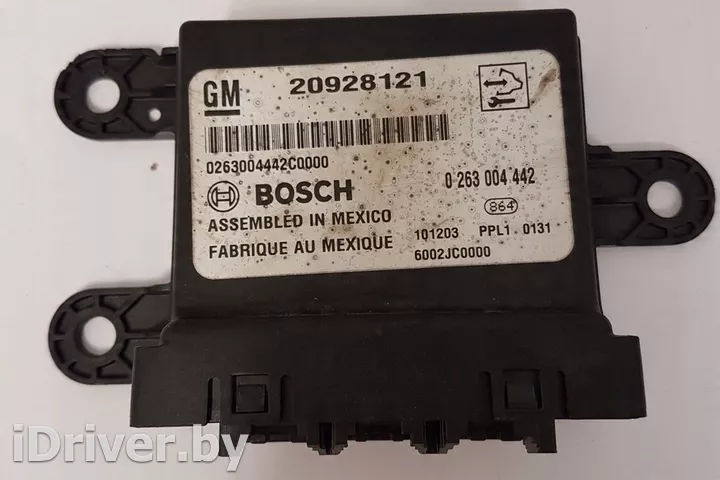 GM 20928121
0263004442C0000
BOSCH 0 263 004 442
864
ASSEMBLED IN MEXICO
FABRIQUE AU MEXIQUE
101203 PPL1 0131
6002JC0000
iDriver.by